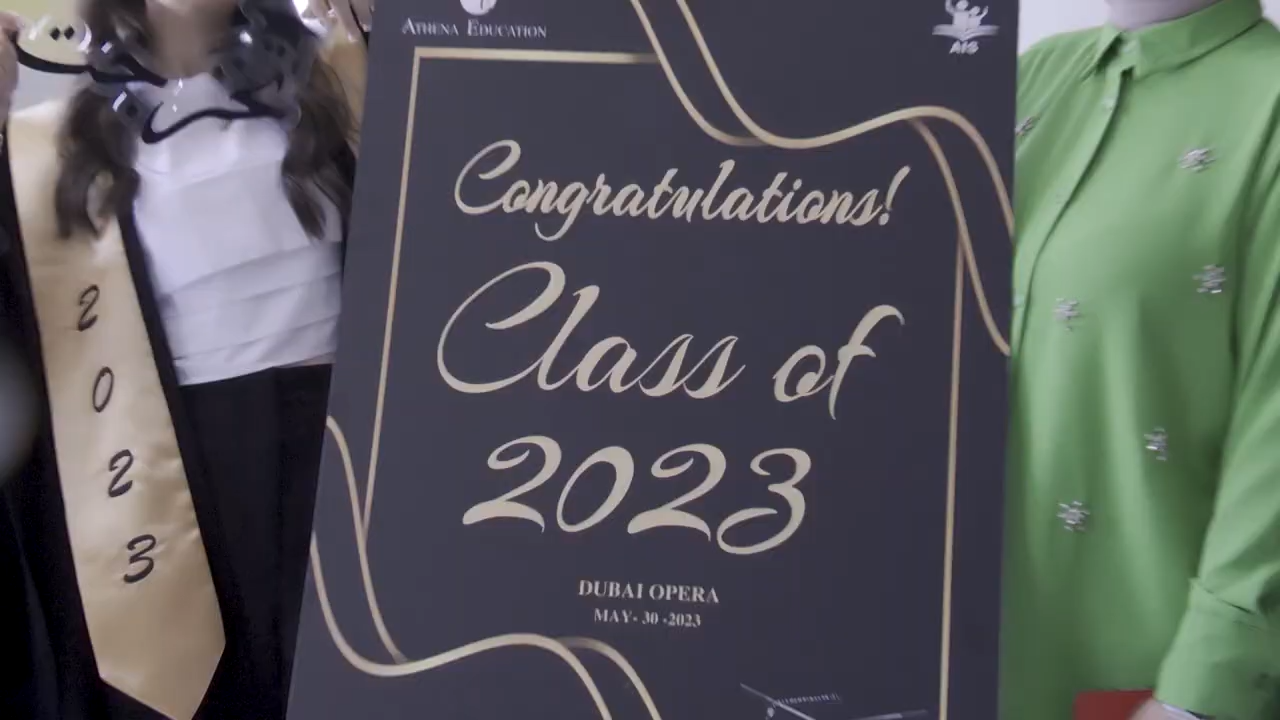 ATHENA EDUCATION
AIS
Congratulations!
Class of
2023
DUBAI OPERA
MAY- 30 -2023
2
0
2
3